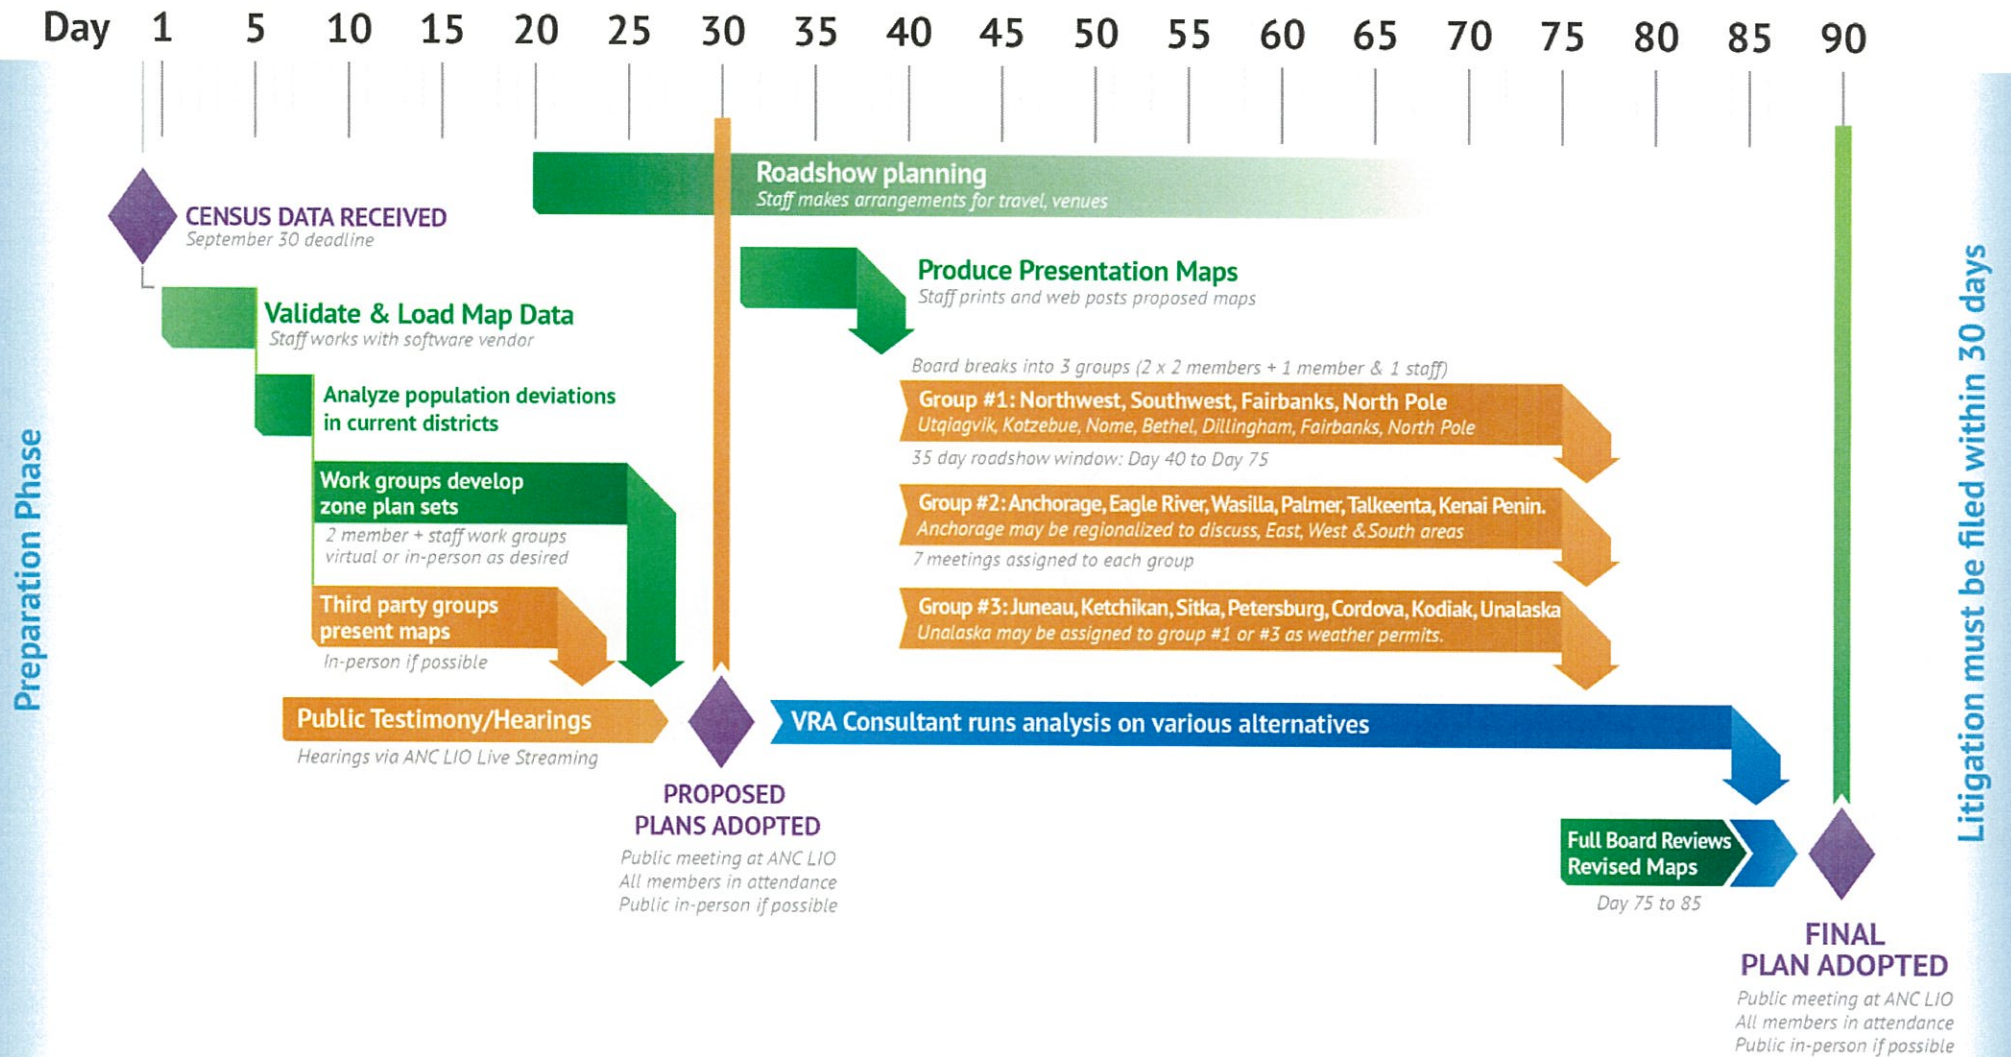 Day 1 5 10 15 20 25 30 35 40 45 50 55 60 65 70 75 80 85 90
Preparation Phase
Roadshow planning
Staff makes arrangements for travel, venues
CENSUS DATA RECEIVED
September 30 deadline
Validate & Load Map Data
Staff works with software vendor
Analyze population deviations
in current districts
Work groups develop
zone plan sets
2 member + staff work groups
virtual or in-person as desired
Third party groups
present maps
In-person if possible
Public Testimony/Hearings
Hearings via ANC LIO Live Streaming
PROPOSED
PLANS ADOPTED
Public meeting at ANC LIO
All members in attendance
Public in-person if possible
Produce Presentation Maps
Staff prints and web posts proposed maps
Board breaks into 3 groups (2 x 2 members + 1 member & 1 staff)
Group #1: Northwest, Southwest, Fairbanks, North Pole
Utqiagvik, Kotzebue, Nome, Bethel, Dillingham, Fairbanks, North Pole
35 day roadshow window: Day 40 to Day 75
Group #2: Anchorage, Eagle River, Wasilla, Palmer, Talkeenta, Kenai Penin.
Anchorage may be regionalized to discuss, East, West & South areas
7 meetings assigned to each group
Group #3: Juneau, Ketchikan, Sitka, Petersburg, Cordova, Kodiak, Unalaska
Unalaska may be assigned to group #1 or #3 as weather permits.
VRA Consultant runs analysis on various alternatives
Full Board Reviews
Revised Maps
Day 75 to 85
FINAL
PLAN ADOPTED
Public meeting at ANC LIO
All members in attendance
Public in-person if possible
Litigation must be filed within 30 days